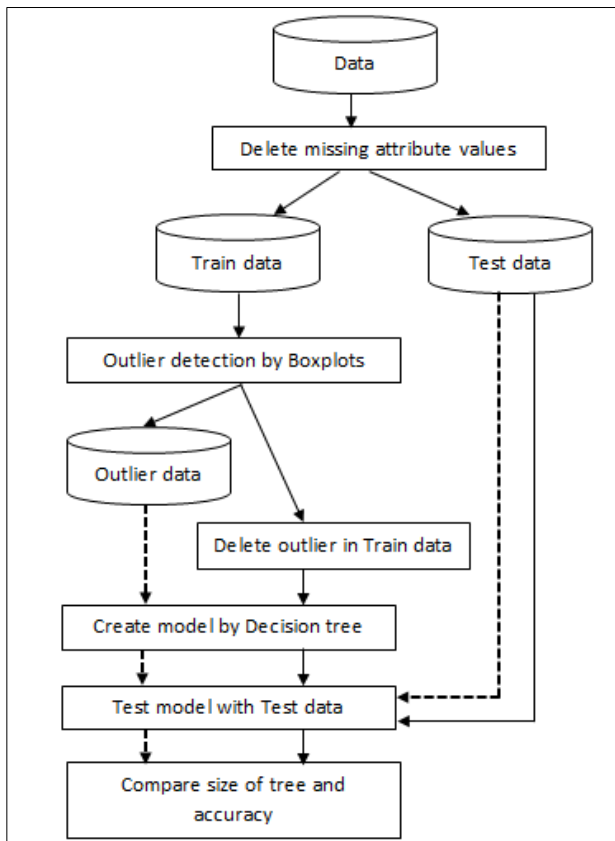 Data
Delete missing attribute values
Train data
Test data
Outlier detection by Boxplots
Outlier data
Delete outlier in Train data
Create model by Decision tree
Test model with Test data
Compare size of tree and
accuracy